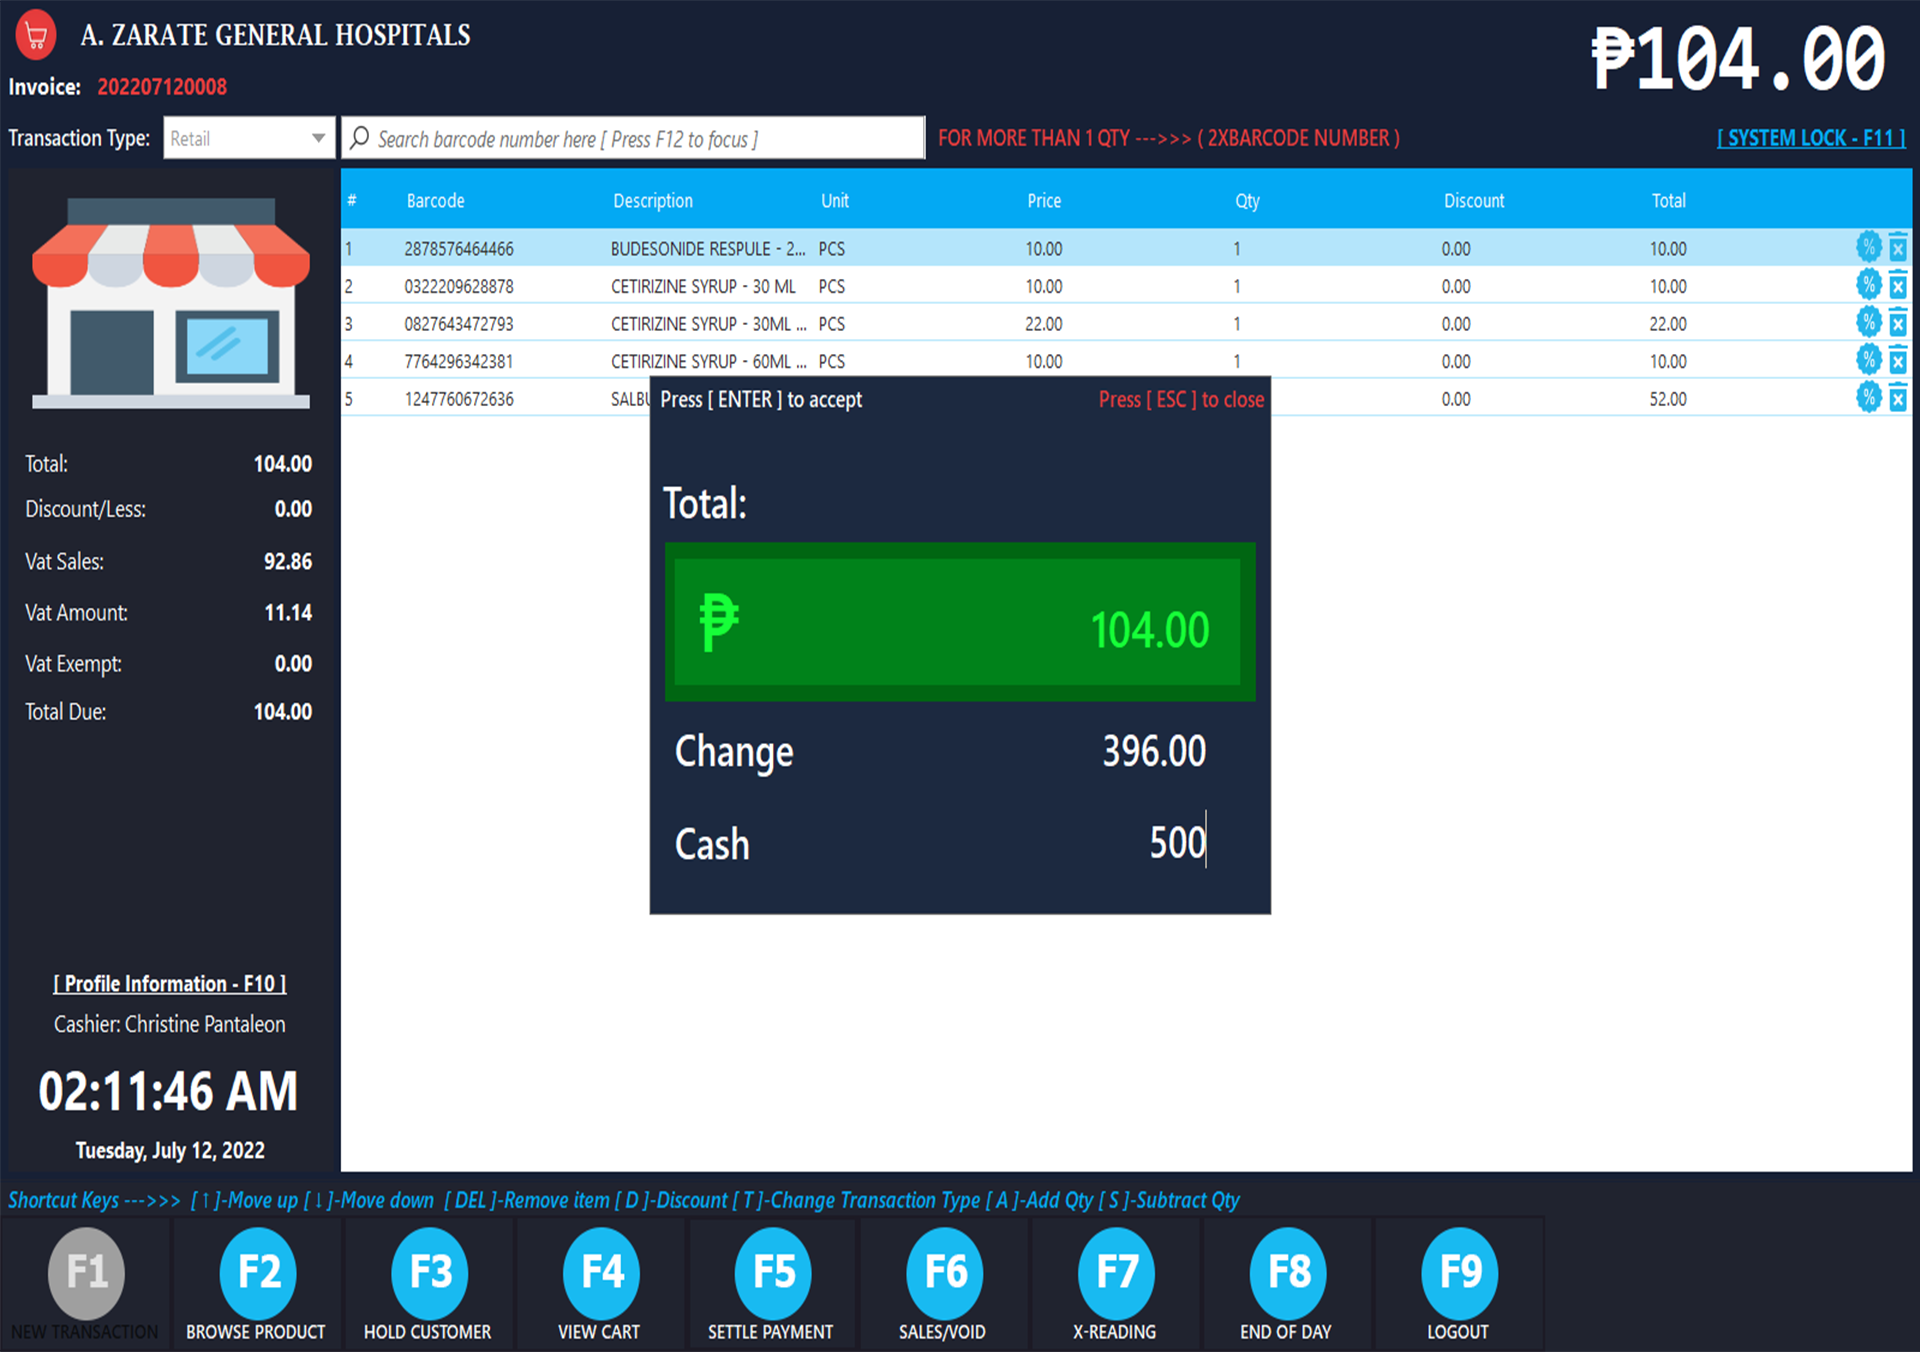 A. ZARATE GENERAL HOSPITALS
₱104.00
Invoice: 202207120008
Transaction Type: Retail Search barcode number here [ Press F12 to focus ] FOR MORE THAN 1 QTY --->>> ( 2XBARCODE NUMBER ) [ SYSTEM LOCK - F11 ]
# Barcode Description Unit Price Qty Discount Total
1 2878576464466 BUDESONIDE RESPULE - 2... PCS 10.00 1 0.00 10.00 %
2 0322209628878 CETIRIZINE SYRUP - 30 ML PCS 10.00 1 0.00 10.00 %
3 0827643472793 CETIRIZINE SYRUP - 30ML ... PCS 22.00 1 0.00 22.00 %
4 7764296342381 CETIRIZINE SYRUP - 60ML ... PCS 10.00 1 0.00 10.00 %
5 1247760672636 0.00 52.00 %
Press [ ENTER ] to accept Press [ ESC ] to close
Total:
₱ 104.00
Change 396.00
Cash 500
Total: 104.00
Discount/Less: 0.00
Vat Sales: 92.86
Vat Amount: 11.14
Vat Exempt: 0.00
Total Due: 104.00
[ Profile Information - F10 ]
Cashier: Christine Pantaleon
02:11:46 AM
Tuesday, July 12, 2022
Shortcut Keys --->>> [ ↑ ]-Move up [ ↓ ]-Move down [ DEL ]-Remove item [ D ]-Discount [ T ]-Change Transaction Type [ A ]-Add Qty [ S ]-Subtract Qty
F1 F2 F3 F4 F5 F6 F7 F8 F9
NEW TRANSACTION BROWSE PRODUCT HOLD CUSTOMER VIEW CART SETTLE PAYMENT SALES/VOID X-READING END OF DAY LOGOUT